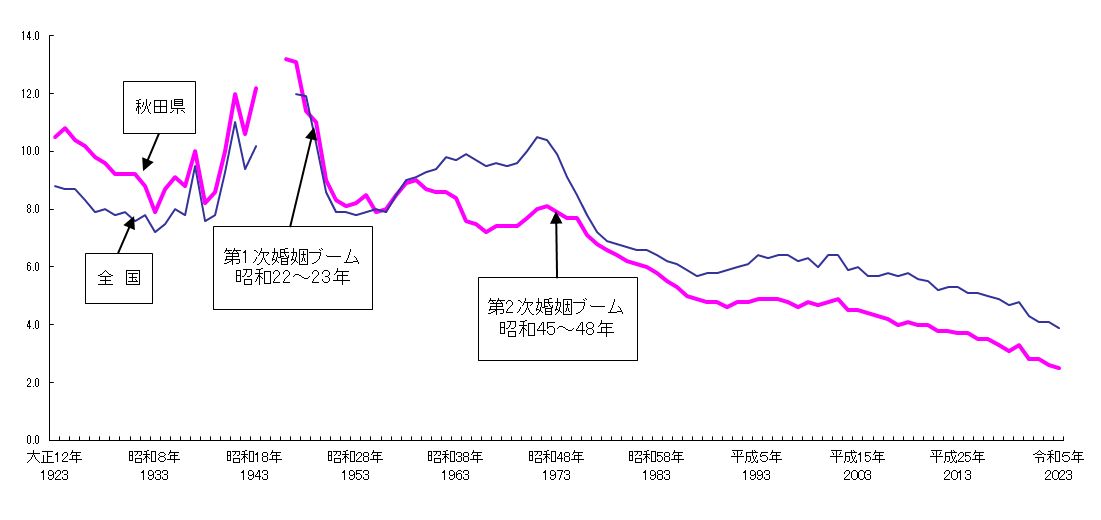 14.0
12.0
10.0
8.0
6.0
4.0
2.0
0.0
秋田県
全 国
第1次婚姻ブーム
昭和22～23年
第2次婚姻ブーム
昭和45～48年
大正12年 昭和8年 昭和18年 昭和28年 昭和38年 昭和48年 昭和58年 平成5年 平成15年 平成25年 令和5年
1923 1933 1943 1953 1963 1973 1983 1993 2003 2013 2023